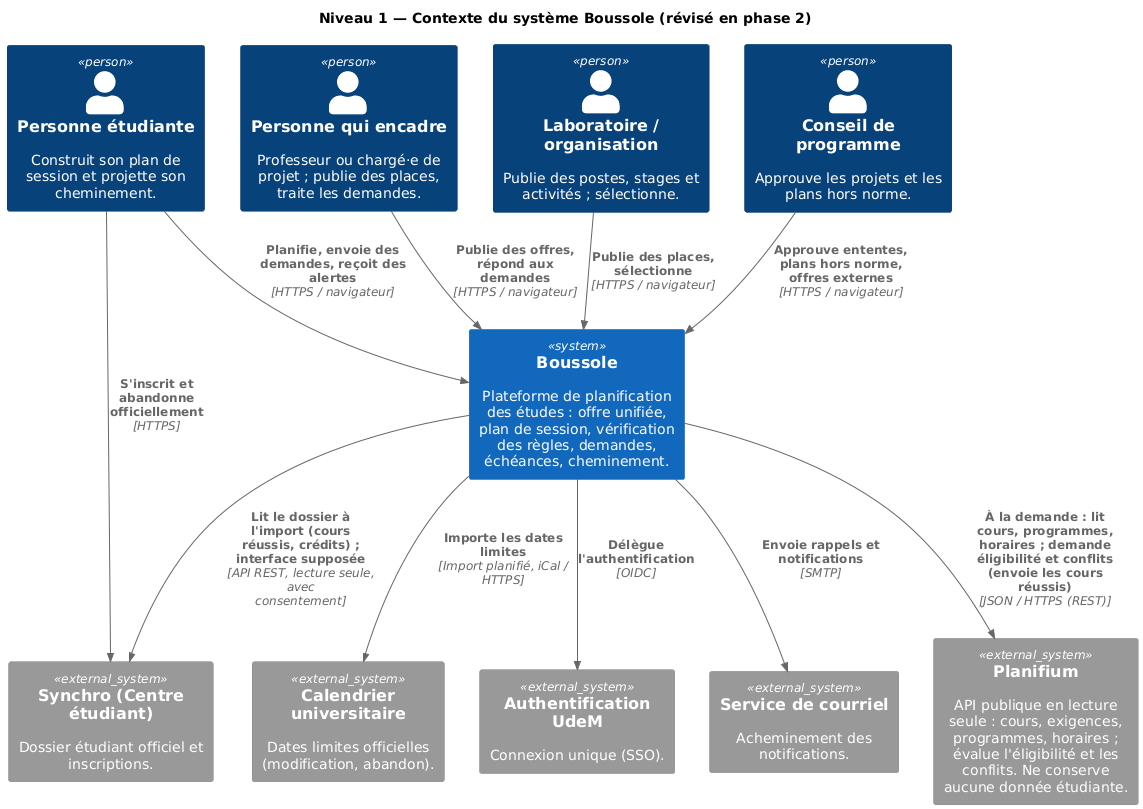 Niveau 1 — Contexte du système Boussole (révisé en phase 2)
«person»
Personne étudiante
Construit son plan de
session et projette son
cheminement.
«person»
Personne qui encadre
Professeur ou chargé·e de
projet ; publie des places,
traite les demandes.
«person»
Laboratoire /
organisation
Publie des postes, stages et
activités ; sélectionne.
«person»
Conseil de
programme
Approuve les projets et les
plans hors norme.
Planifie, envoie des
demandes, reçoit des
alertes
[HTTPS / navigateur]
Publie des offres,
répond aux
demandes
[HTTPS / navigateur]
Publie des places,
sélectionne
[HTTPS / navigateur]
Approuve ententes,
plans hors norme,
offres externes
[HTTPS / navigateur]
S'inscrit et
abandonne
officiellement
[HTTPS]
«system»
Boussole
Plateforme de planification
des études : offre unifiée,
plan de session, vérification
des règles, demandes,
échéances, cheminement.
Lit le dossier à
l'import (cours
réussis, crédits) ;
interface supposée
[API REST, lecture seule,
avec
consentement]
Importe les dates
limites
[Import planifié, iCal /
HTTPS]
Délègue
l'authentification
[OIDC]
Envoie rappels et
notifications
[SMTP]
À la demande : lit
cours, programmes,
horaires ; demande
éligibilité et conflits
(envoie les cours
réussis)
[JSON / HTTPS (REST)]
«external_system»
Synchro (Centre
étudiant)
Dossier étudiant officiel et
inscriptions.
«external_system»
Calendrier
universitaire
Dates limites officielles
(modification, abandon).
«external_system»
Authentification
UdeM
Connexion unique (SSO).
«external_system»
Service de courriel
Acheminement des
notifications.
«external_system»
Planifium
API publique en lecture
seule : cours, exigences,
programmes, horaires ;
évalue l'éligibilité et les
conflits. Ne conserve
aucune donnée étudiante.